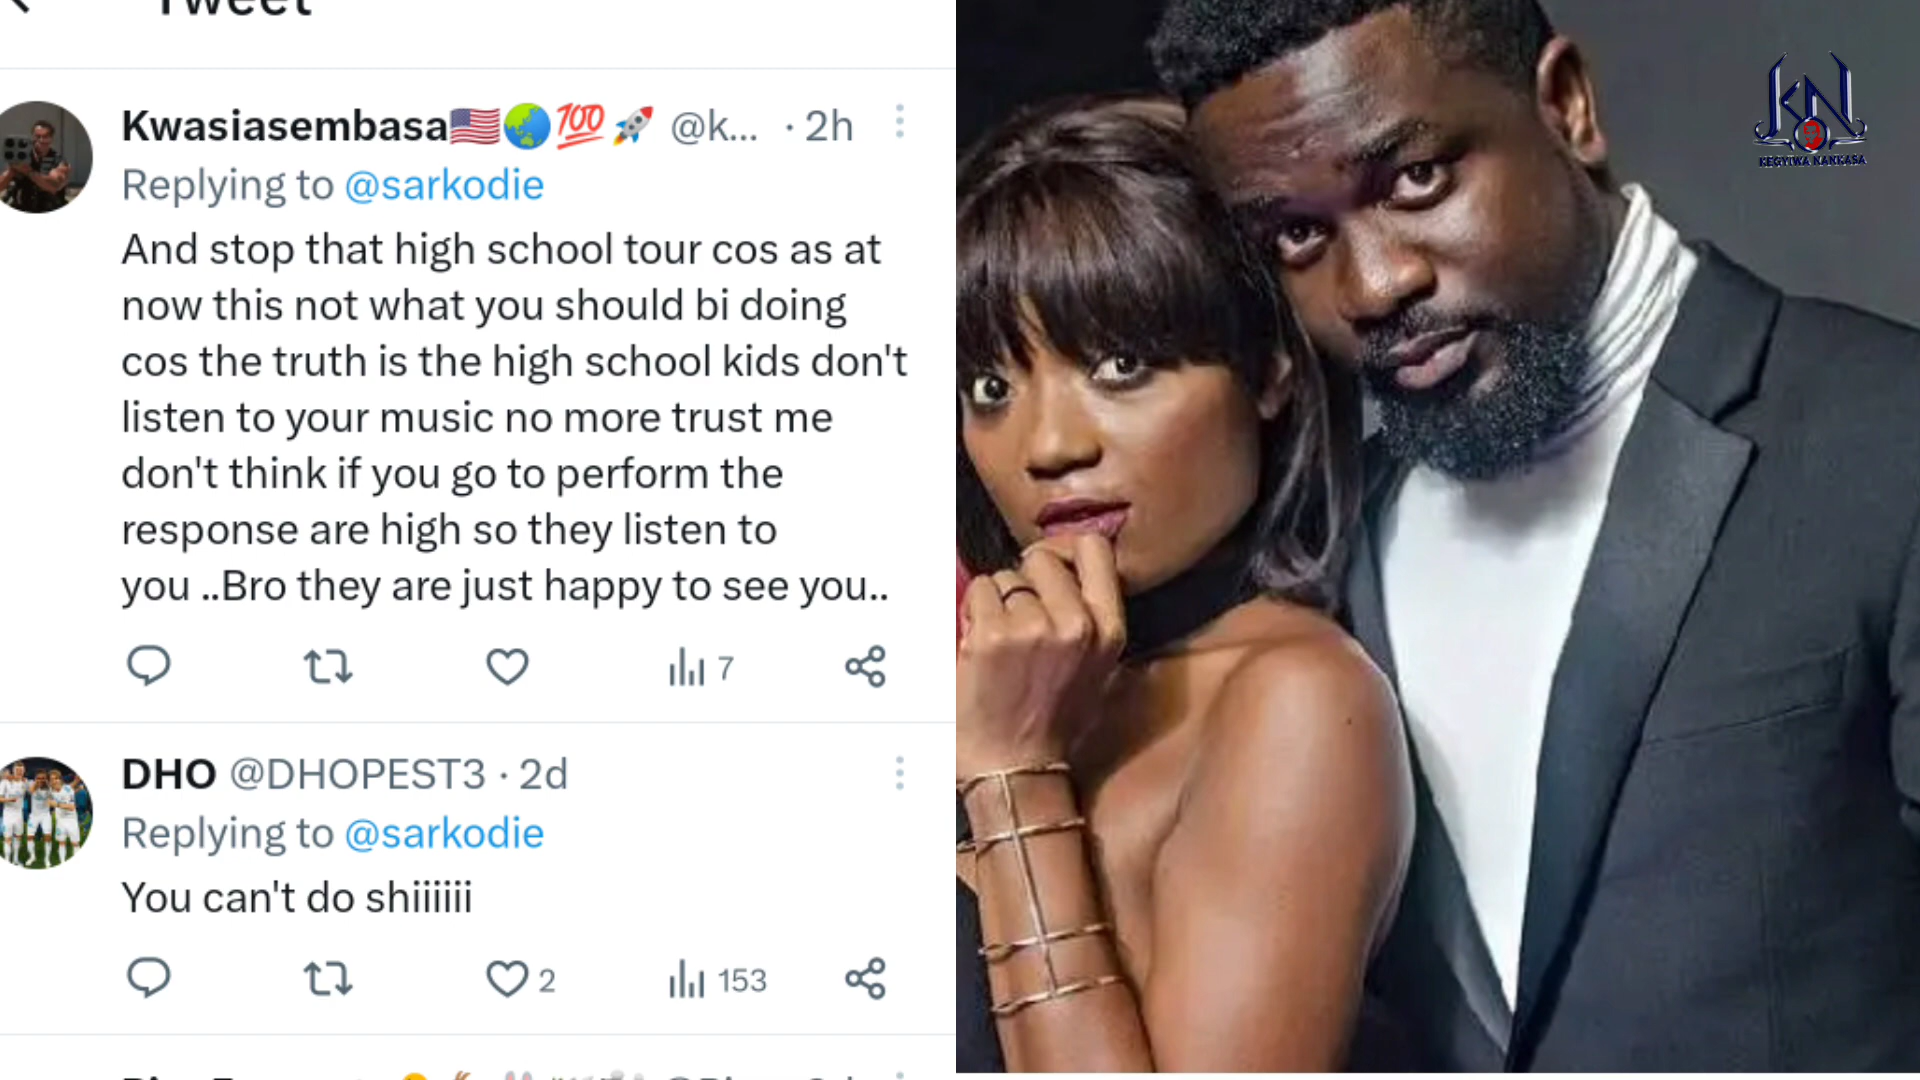 Tweet
Kwasiasembasa🇺🇸🌏💯🚀 @k... · 2h
Replying to @sarkodie
And stop that high school tour cos as at
now this not what you should bi doing
cos the truth is the high school kids don't
listen to your music no more trust me
don't think if you go to perform the
response are high so they listen to
you ..Bro they are just happy to see you..
7
DHO @DHOPEST3 · 2d
Replying to @sarkodie
You can't do shiiiiii
2 153
KN
KEGYIWA NANKASA